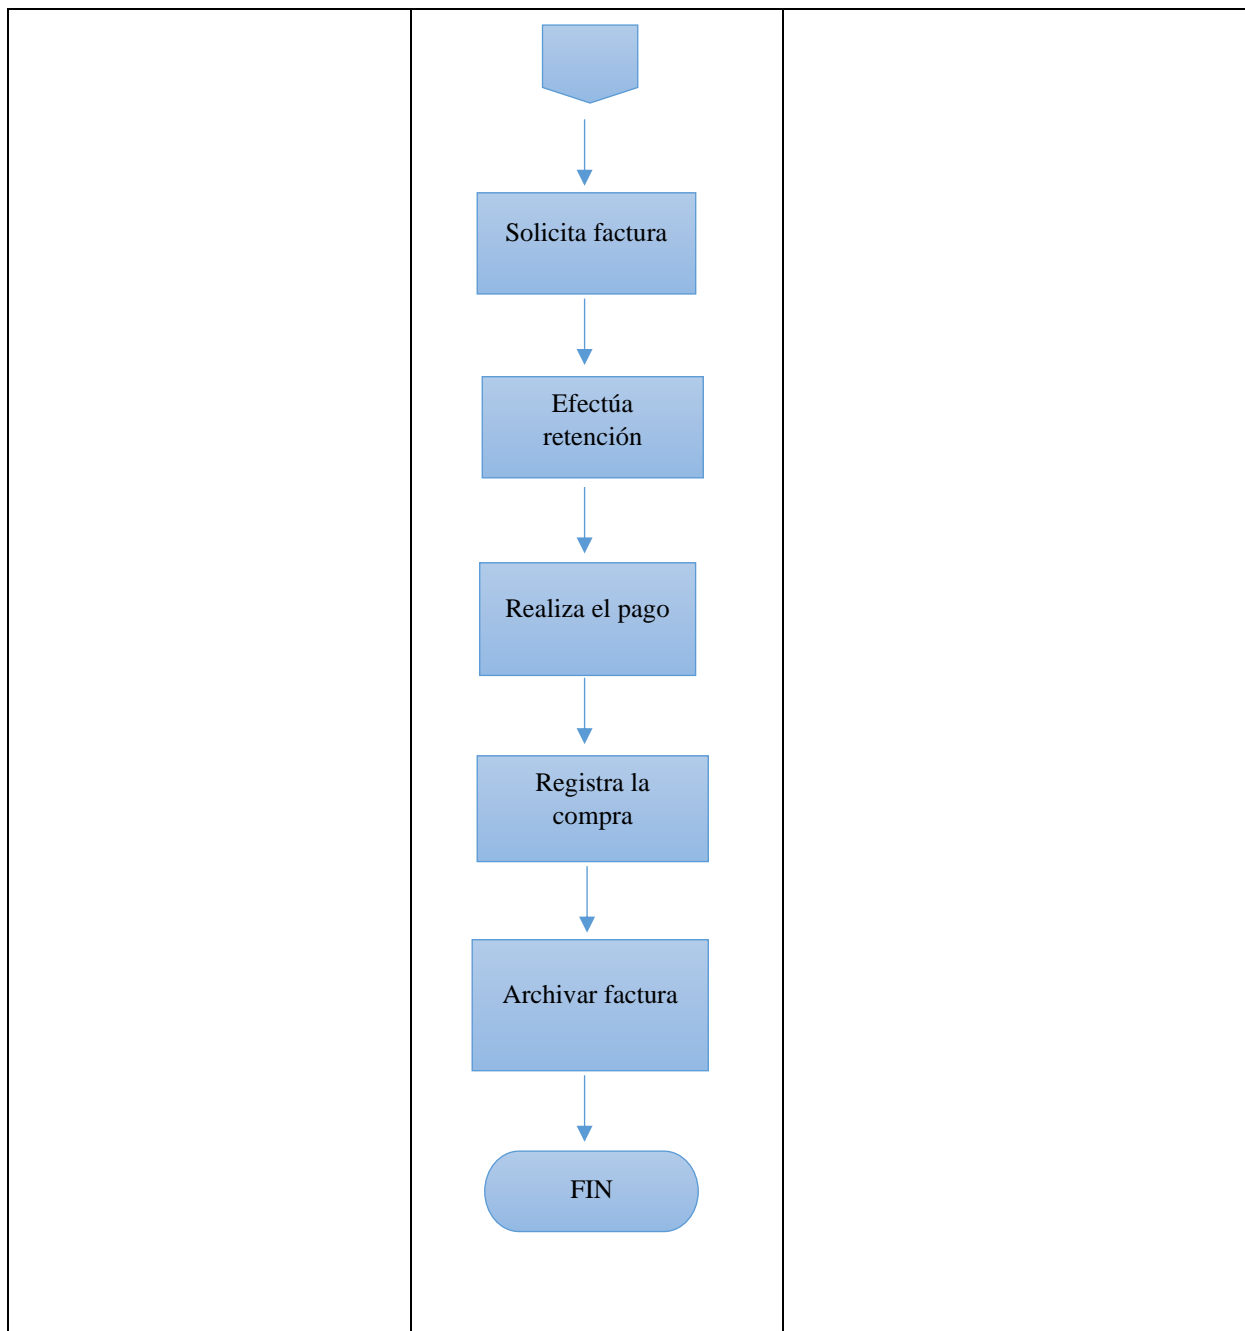 Solicita factura
Efectúa
retención
Realiza el pago
Registra la
compra
Archivar factura
FIN